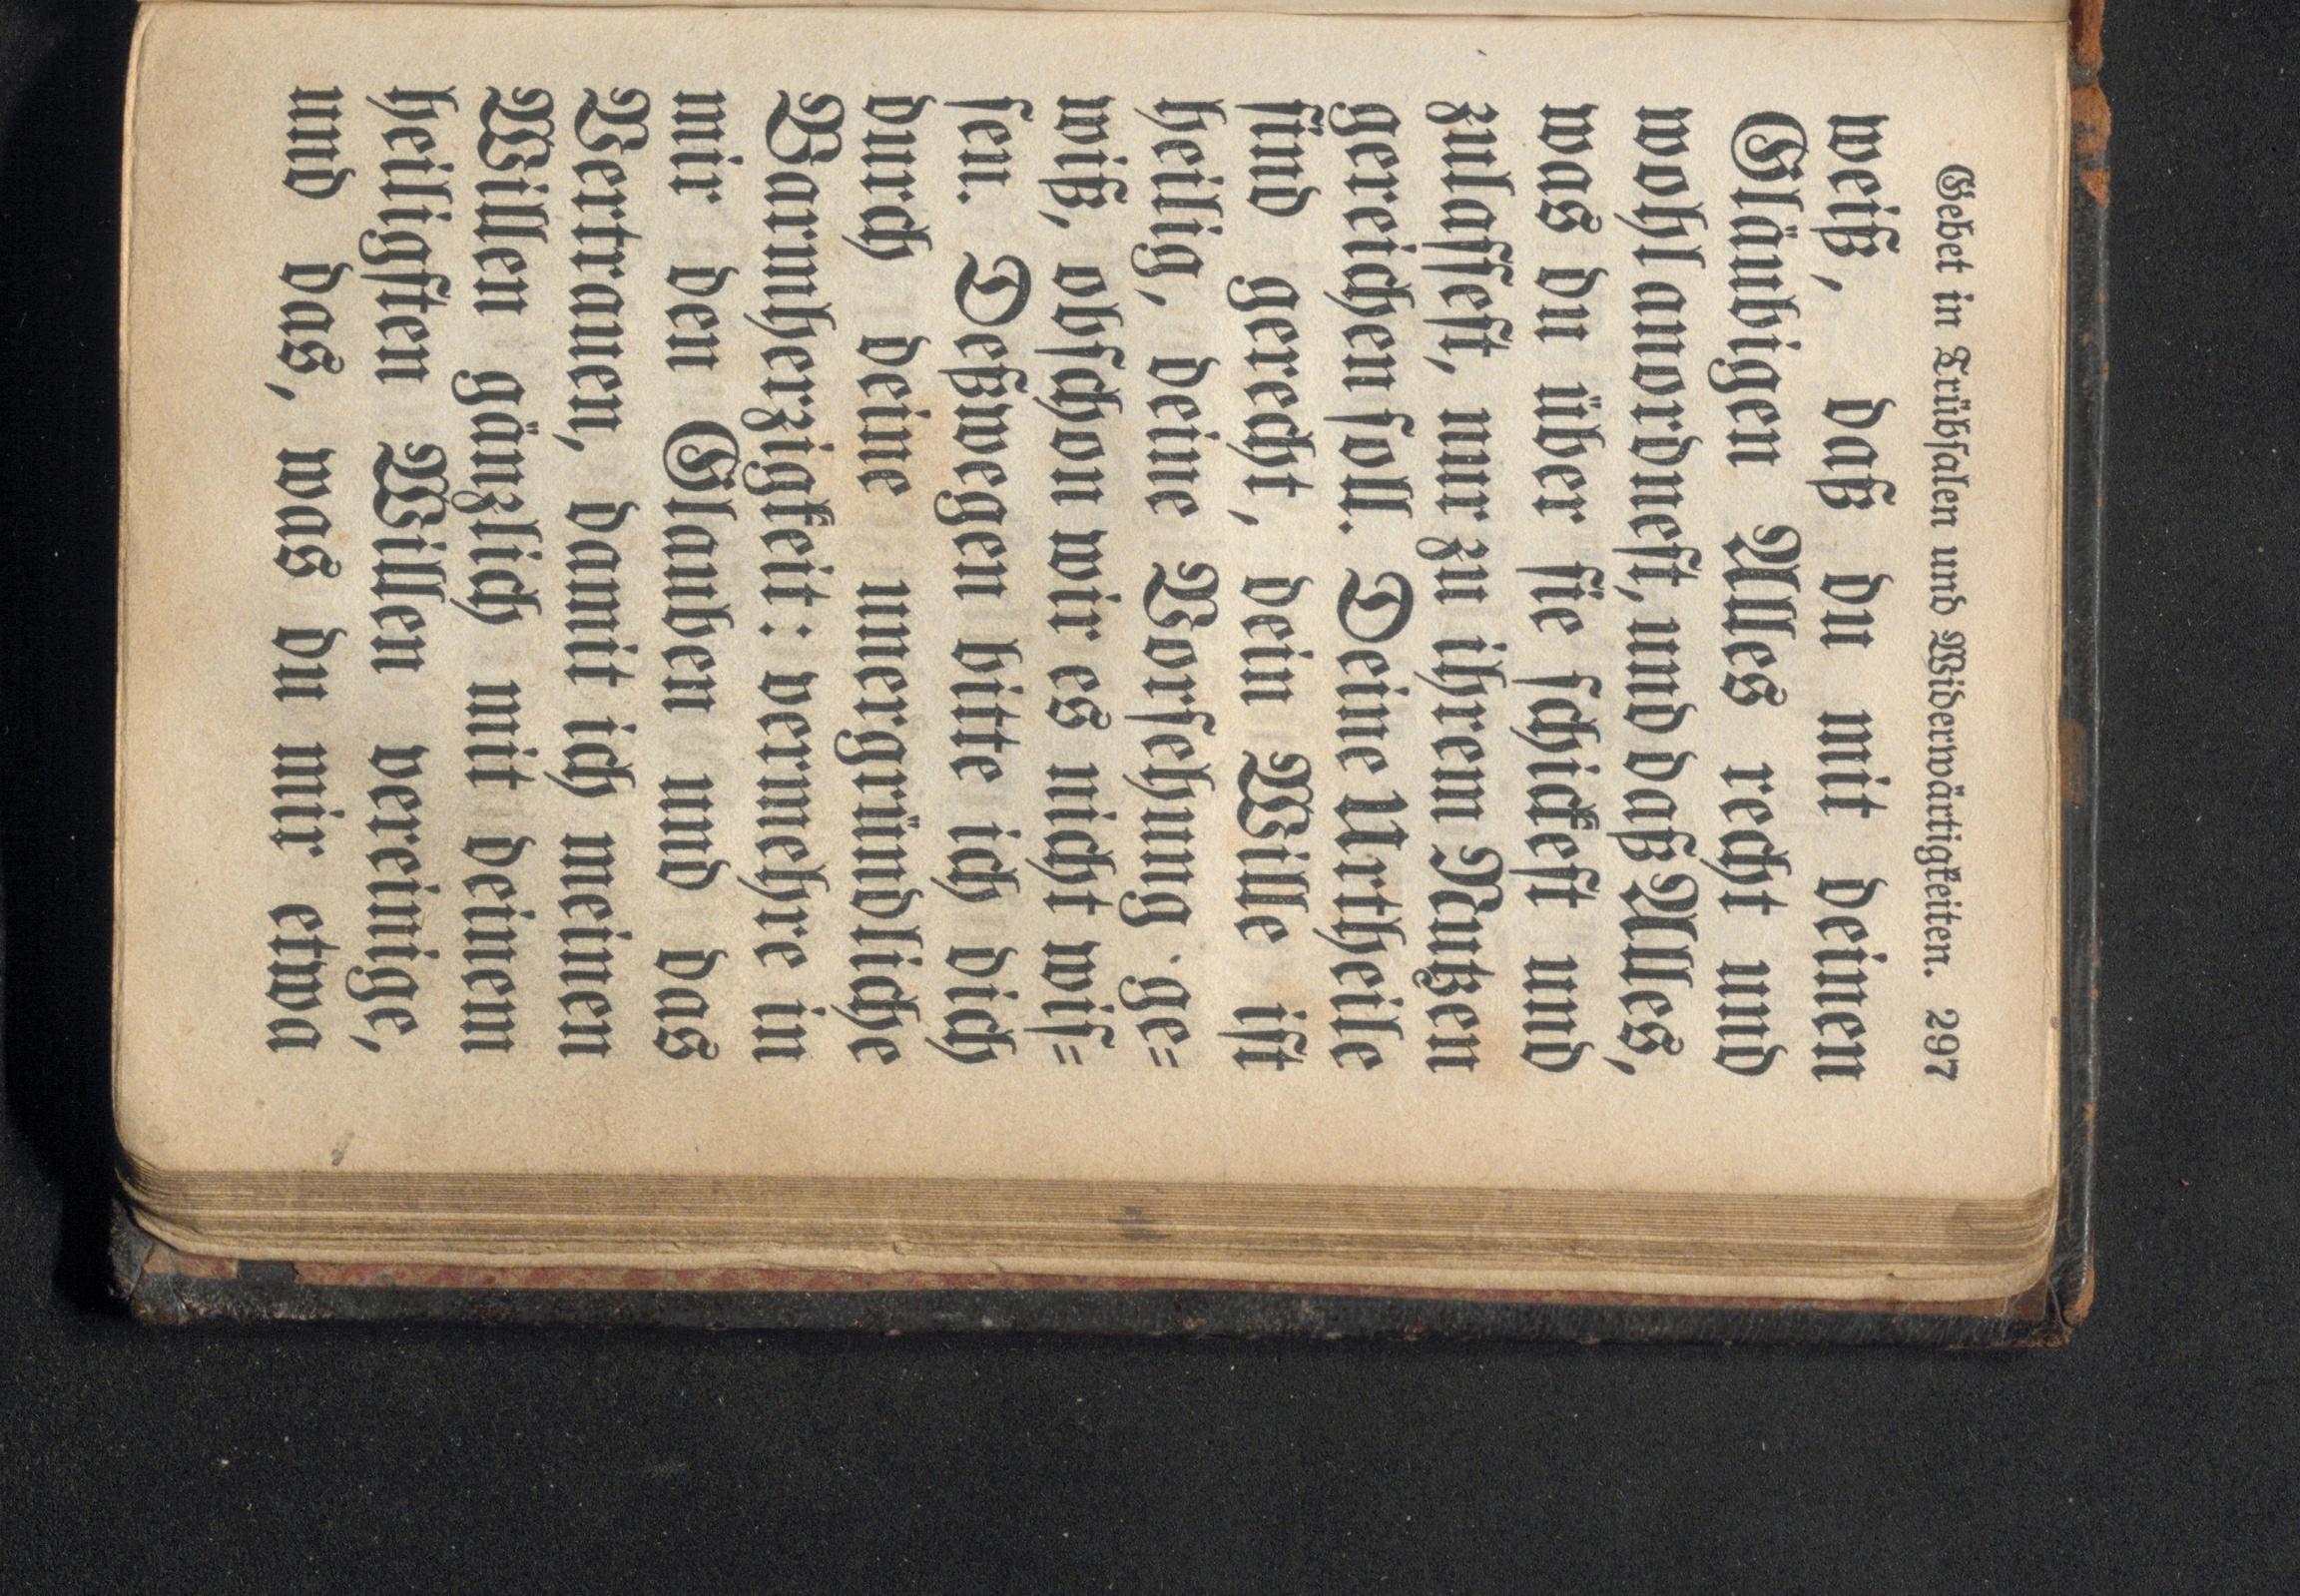 Gebet in Trübsalen und Widerwärtigkeiten. 297
weiß, daß du mit deinen
Gläubigen Alles recht und
wohl anordnest, und daß Alles,
was du über sie schickest und
zulassest, nur zu ihrem Nutzen
gereichen soll. Deine Urtheile
sind gerecht, dein Wille ist
heilig, deine Vorsehung ge=
wiß, obschon wir es nicht wis=
sen. Deßwegen bitte ich dich
durch deine unergründliche
Barmherzigkeit: vermehre in
mir den Glauben und das
Vertrauen, damit ich meinen
Willen gänzlich mit deinem
heiligsten Willen vereinige,
und das, was du mir etwa